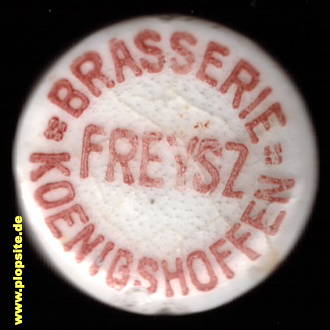 BRASSERIE
FREYSZ
= KOENIGSHOFFEN =
www.plopsite.de